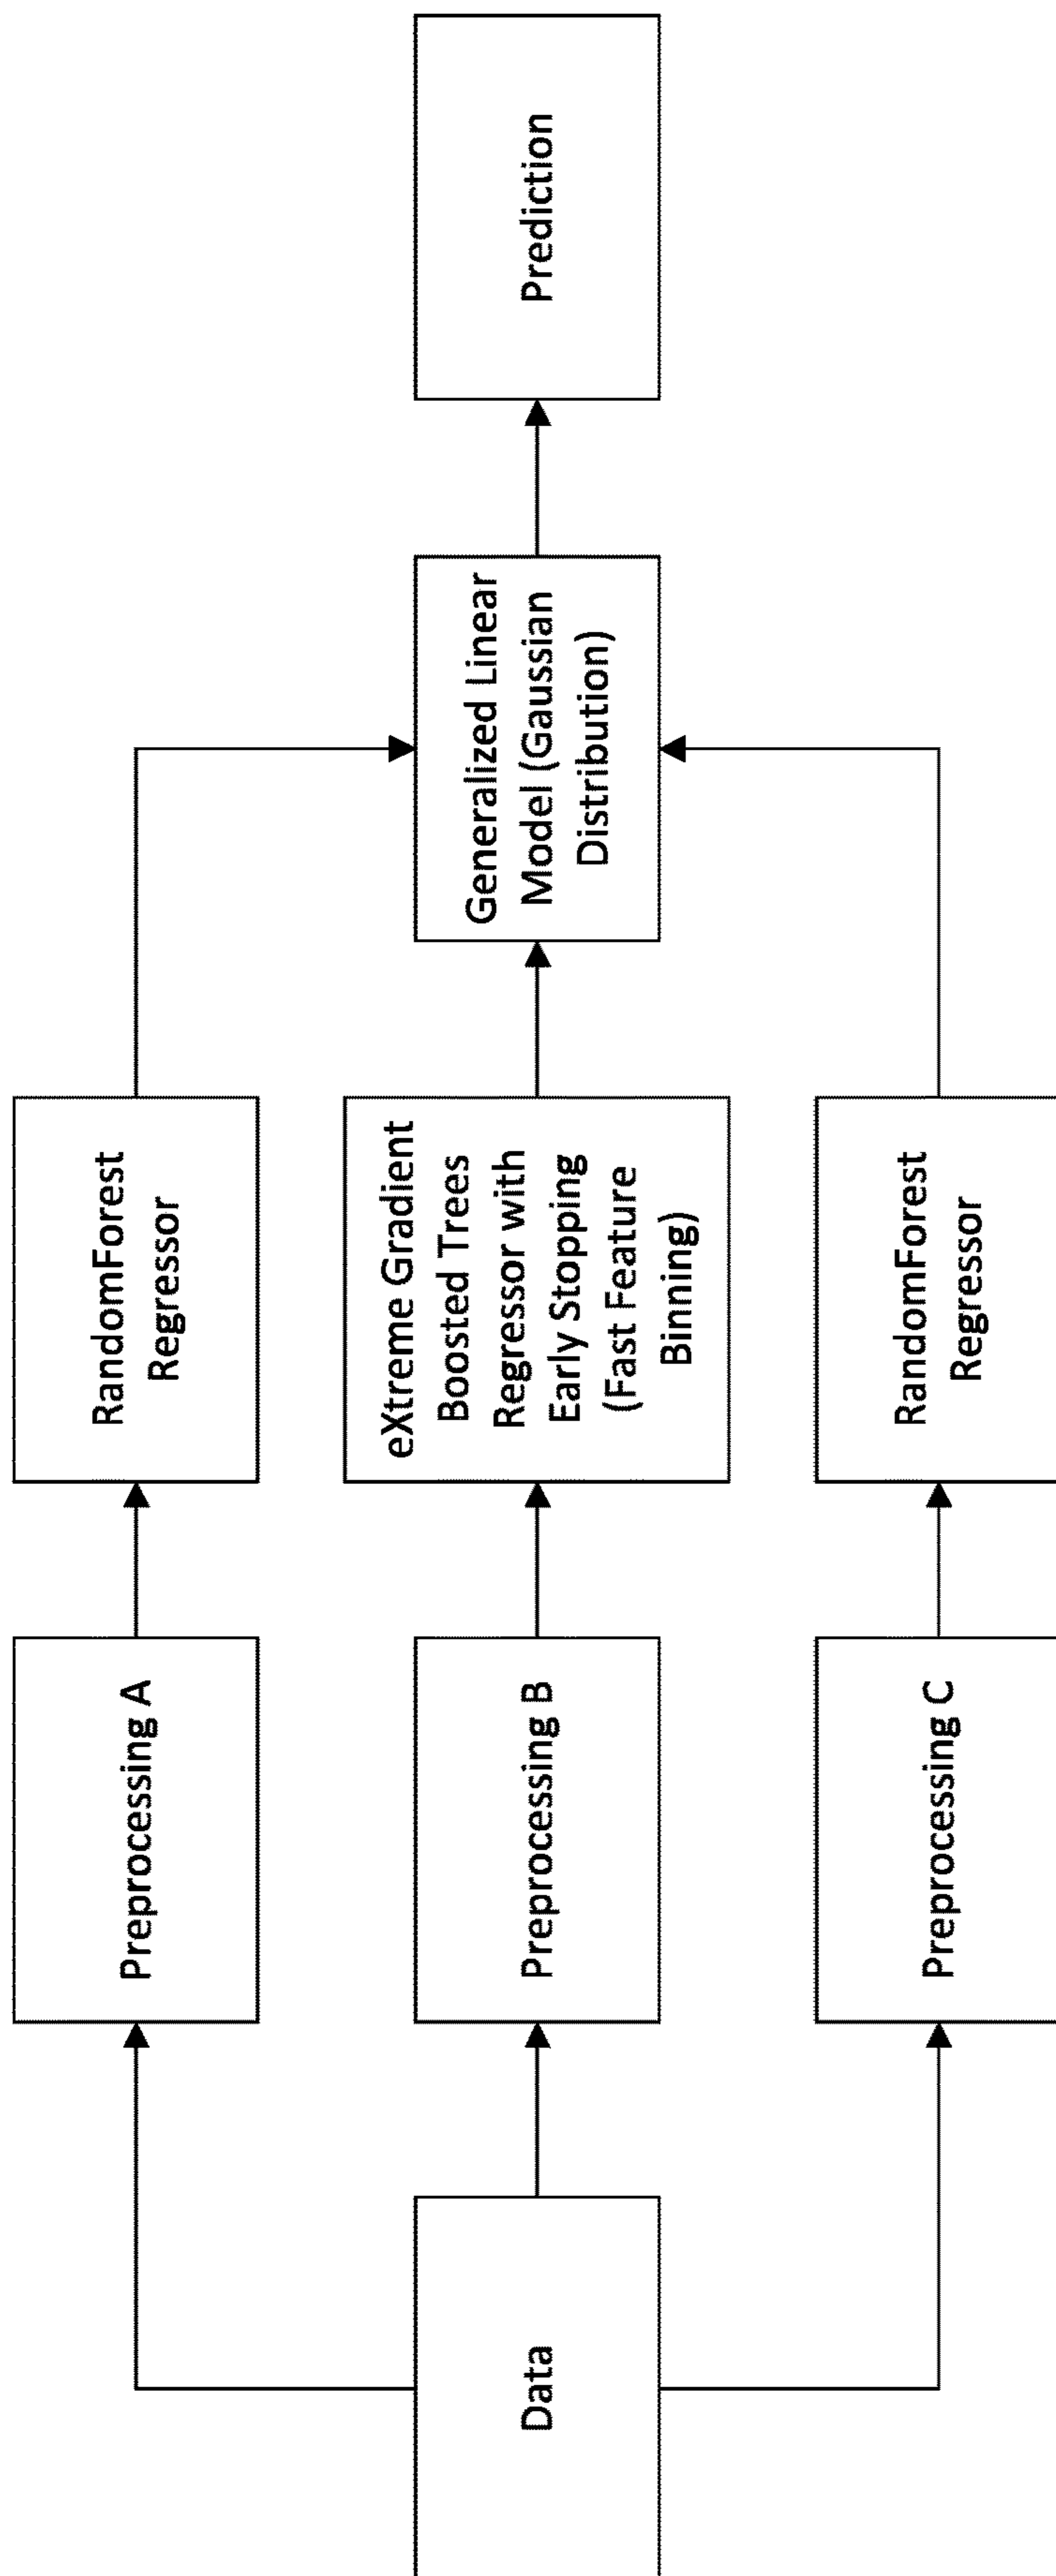 Data
Preprocessing A
Preprocessing B
Preprocessing C
RandomForest
Regressor
eXtreme Gradient
Boosted Trees
Regressor with
Early Stopping
(Fast Feature
Binning)
RandomForest
Regressor
Generalized Linear
Model (Gaussian
Distribution)
Prediction